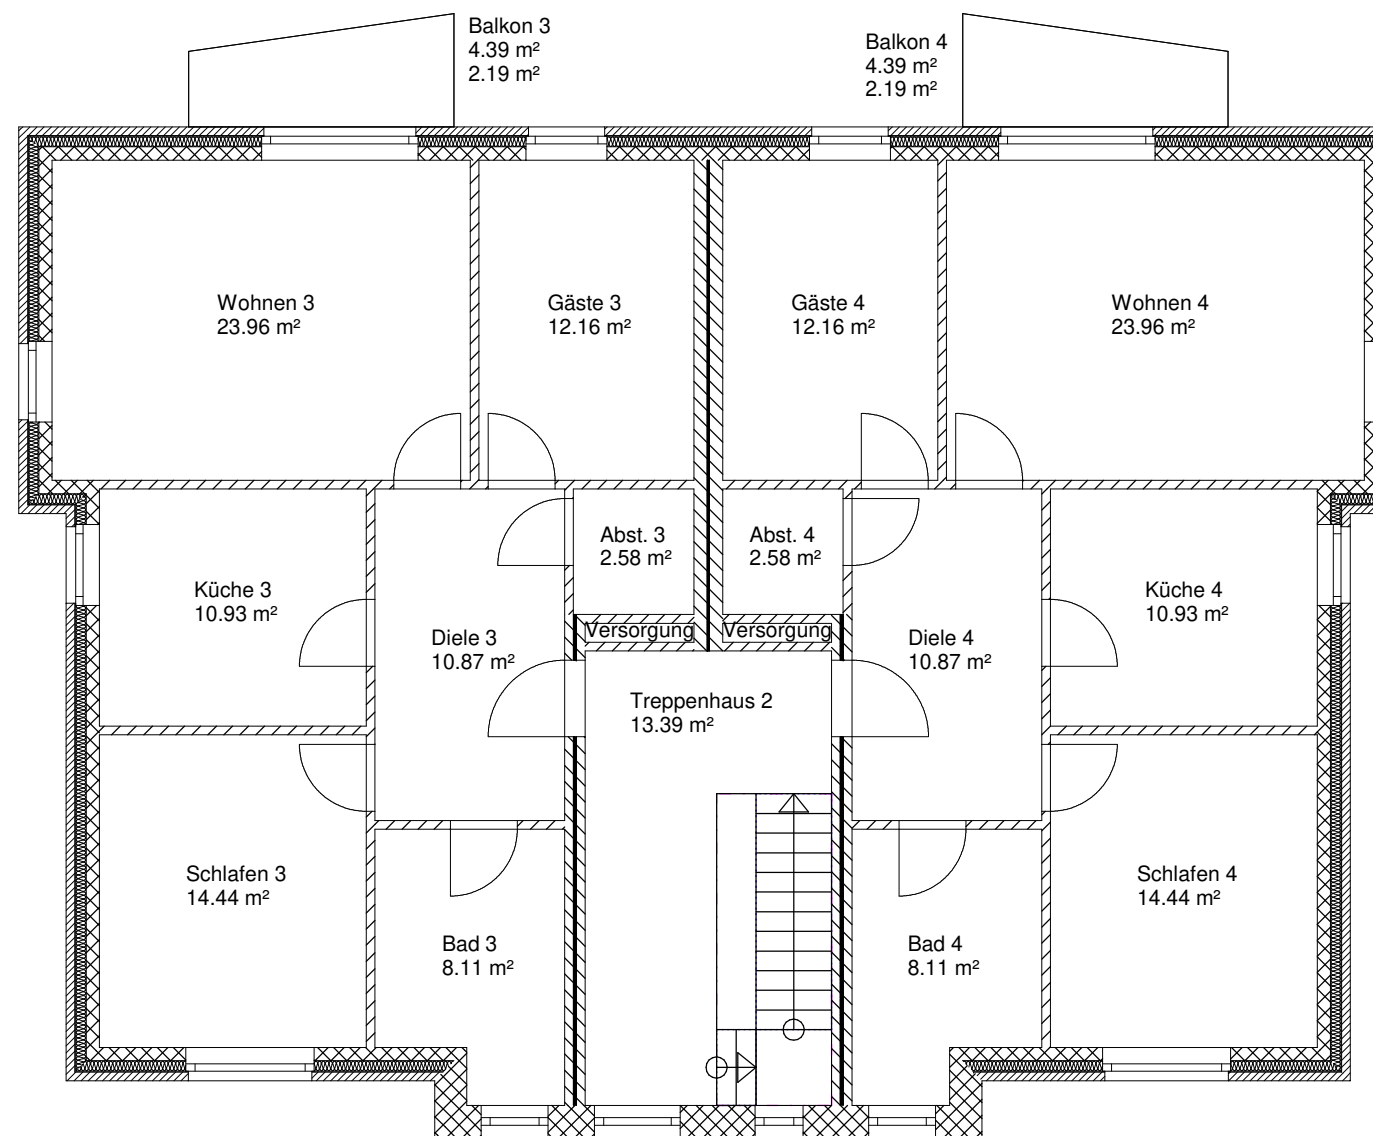 Balkon 3
4.39 m²
2.19 m²
Balkon 4
4.39 m²
2.19 m²
Wohnen 3
23.96 m²
Gäste 3
12.16 m²
Gäste 4
12.16 m²
Wohnen 4
23.96 m²
Abst. 3
2.58 m²
Abst. 4
2.58 m²
Küche 3
10.93 m²
Küche 4
10.93 m²
Diele 3
10.87 m²
Versorgung
Versorgung
Diele 4
10.87 m²
Treppenhaus 2
13.39 m²
Schlafen 3
14.44 m²
Schlafen 4
14.44 m²
Bad 3
8.11 m²
Bad 4
8.11 m²